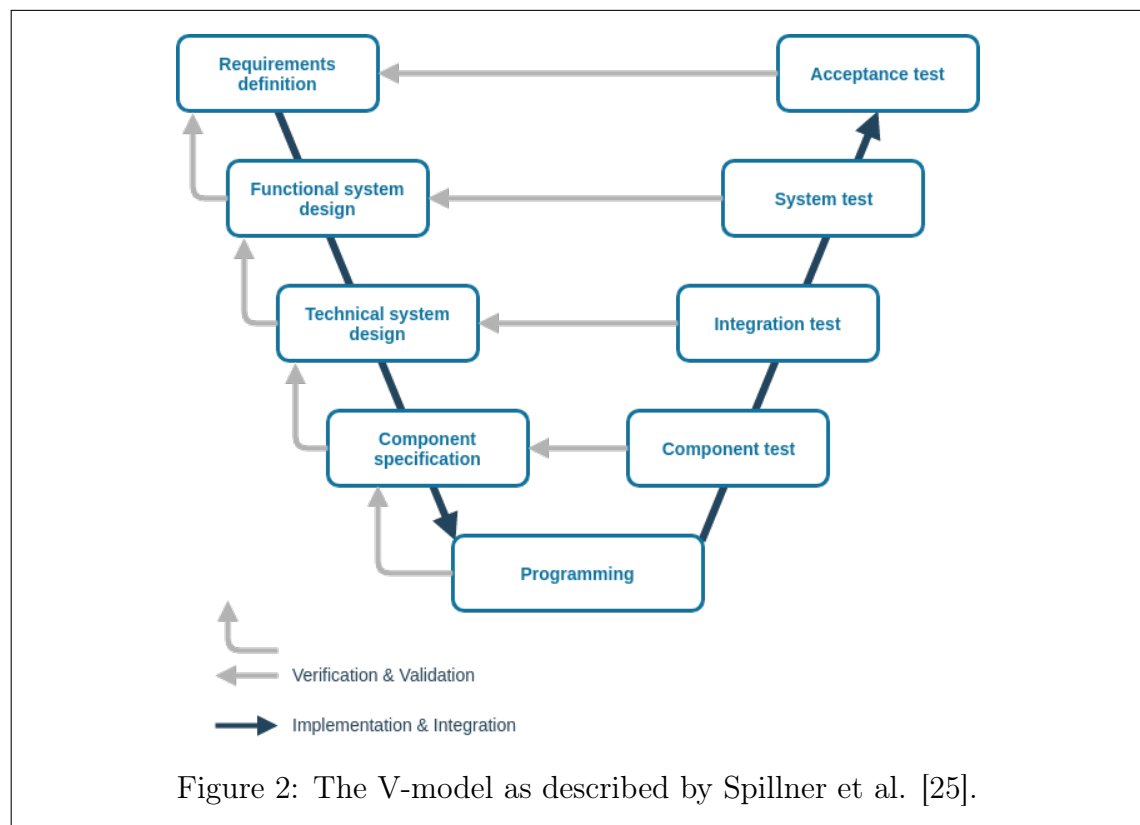 Requirements
definition
Acceptance test
Functional system
design
System test
Technical system
design
Integration test
Component
specification
Component test
Programming
Verification & Validation
Implementation & Integration
Figure 2: The V-model as described by Spillner et al. [25].